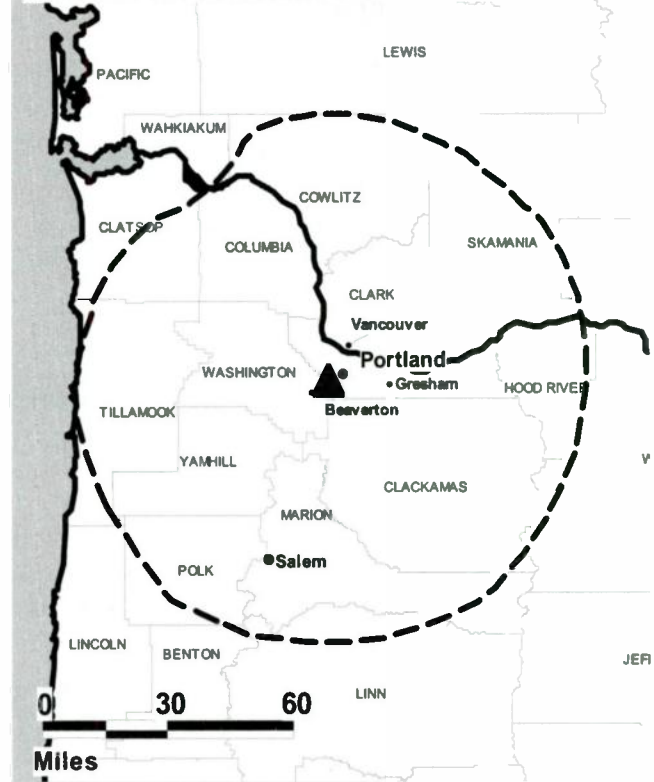 LEWIS
PACIFIC
WAHKIAKUM
COWLITZ
CLATSOP
COLUMBIA
SKAMANIA
CLARK
Vancouver
Portland
WASHINGTON
Gresham
HOOD RIVER
Beaverton
TILLAMOOK
YAMHILL
W
CLACKAMAS
MARION
Salem
POLK
LINCOLN
BENTON
JEFF
LINN
0 30 60
Miles